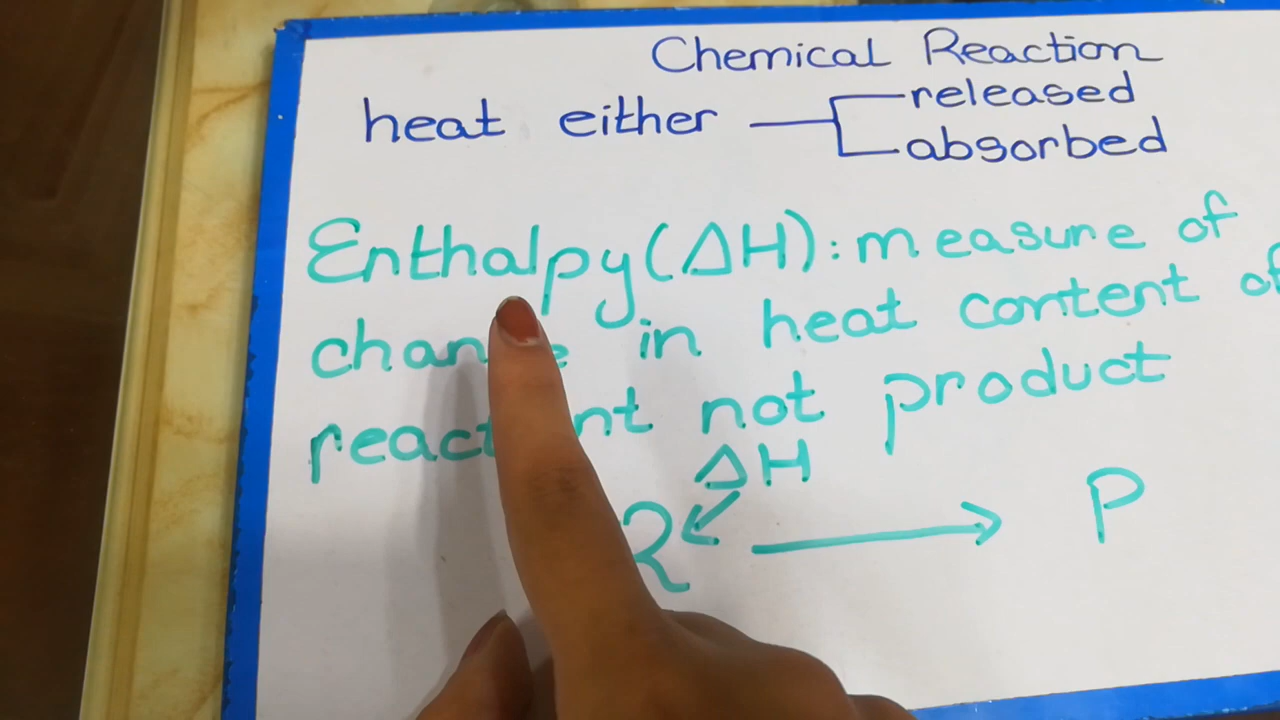 Chemical Reaction
heat either
released
absorbed
Enthalpy(ΔH): measure of
in heat content of
not product
ΔH
R → P